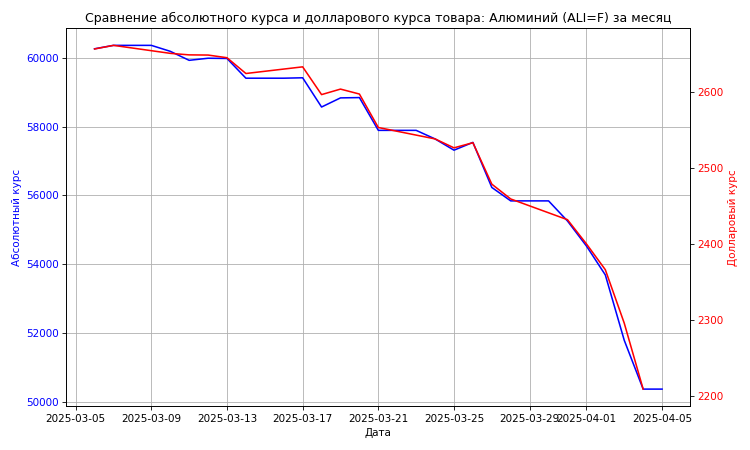 Сравнение абсолютного курса и долларового курса товара: Алюминий (ALI=F) за месяц
60000
58000
56000
54000
52000
50000
Абсолютный курс
2600
2500
2400
2300
2200
Долларовый курс
2025-03-05 2025-03-09 2025-03-13 2025-03-17 2025-03-21 2025-03-25 2025-03-29 2025-04-01 2025-04-05
Дата